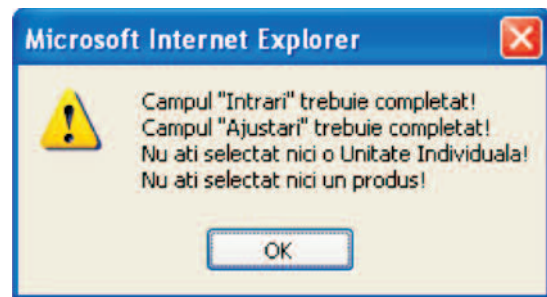 Microsoft Internet Explorer
Campul "Intrari" trebuie completat!
Campul "Ajustari" trebuie completat!
Nu ati selectat nici o Unitate Individuala!
Nu ati selectat nici un produs!
OK